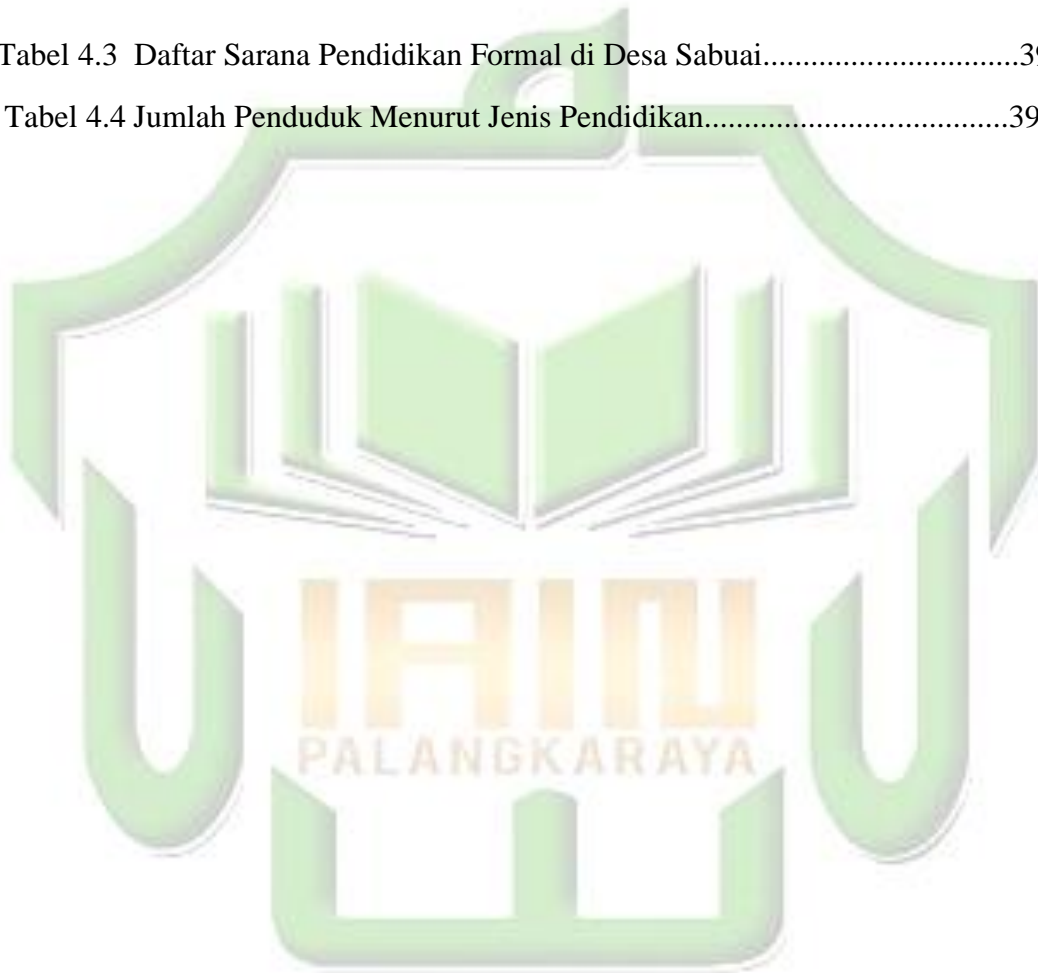 Tabel 4.3  Daftar Sarana Pendidikan Formal di Desa Sabuai................................39
Tabel 4.4 Jumlah Penduduk Menurut Jenis Pendidikan......................................39
IAIN
PALANGKARAYA